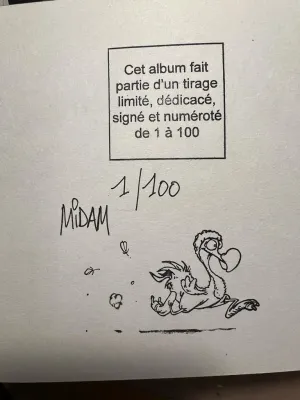 Cet album fait
partie d'un tirage
limité, dédicacé,
signé et numéroté
de 1 à 100
1/100
MiDAM